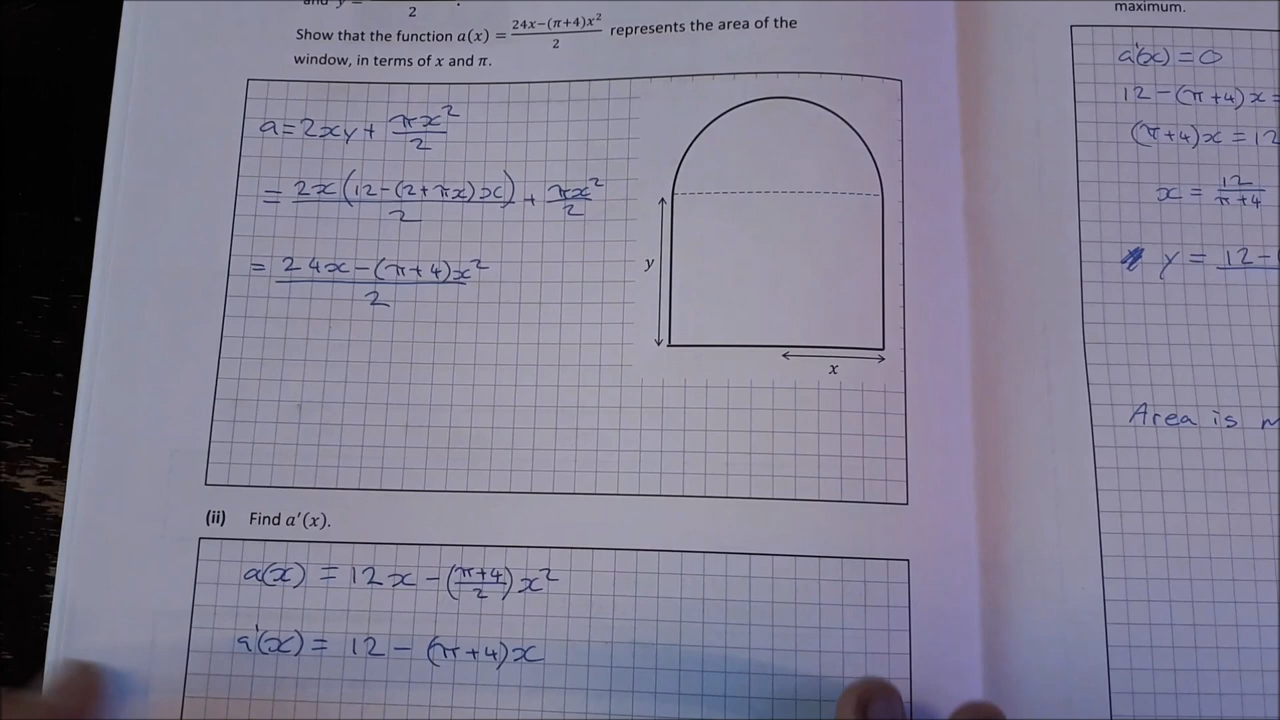 and y =
2
Show that the function a(x) = (24x−(π+4)x²)/2 represents the area of the
window, in terms of x and π.
a = 2xy + πx²/2
= 2x(12−(2+πx)x)/2 + πx²/2
= (24x−(π+4)x²)/2
y
x
(ii) Find a′(x).
a(x) = 12x − ((π+4)/2)x²
a'(x) = 12 − (π+4)x
maximum.
a'(x) = 0
12 − (π+4)x =
(π+4)x = 12
x = 12/(π+4)
y = 12−
Area is